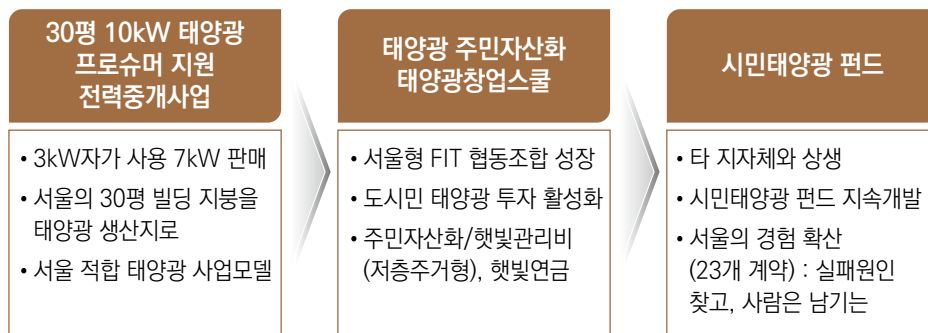 30평 10kW 태양광
프로슈머 지원
전력중개사업
• 3kW자가 사용 7kW 판매
• 서울의 30평 빌딩 지붕을
태양광 생산지로
• 서울 적합 태양광 사업모델
태양광 주민자산화
태양광창업스쿨
• 서울형 FIT 협동조합 성장
• 도시민 태양광 투자 활성화
• 주민자산화/햇빛관리비
(저층주거형), 햇빛연금
시민태양광 펀드
• 타 지자체와 상생
• 시민태양광 펀드 지속개발
• 서울의 경험 확산
(23개 계약) : 실패원인
찾고, 사람은 남기는